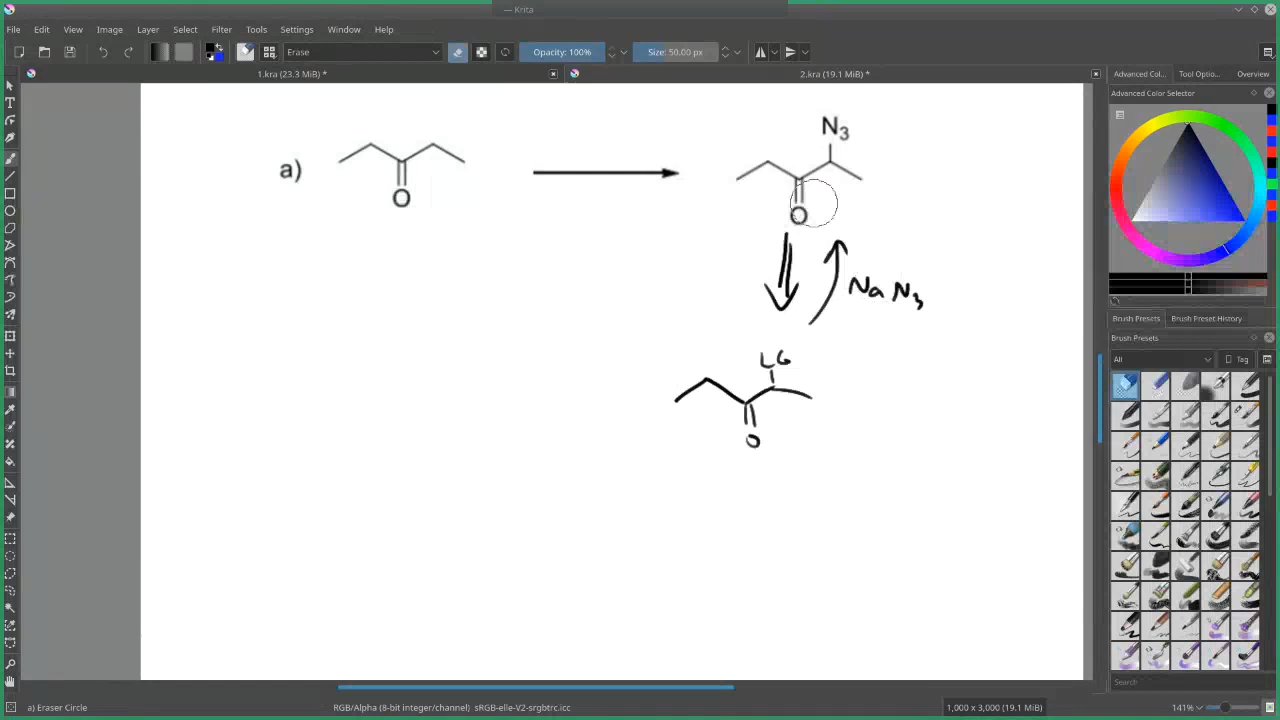 — Krita
File Edit View Image Layer Select Filter Tools Settings Window Help
Erase Opacity: 100% Size: 50.00 px
1.kra (23.3 MiB) * 2.kra (19.1 MiB) *
Advanced Col... Tool Optio... Overview
Advanced Color Selector
N3
a)
O
O
Na N3
LG
O
Brush Presets Brush Preset History
Brush Presets
All Tag
Search
a) Eraser Circle RGB/Alpha (8-bit integer/channel) sRGB-elle-V2-srgbtrc.icc 1,000 x 3,000 (19.1 MiB) 141%